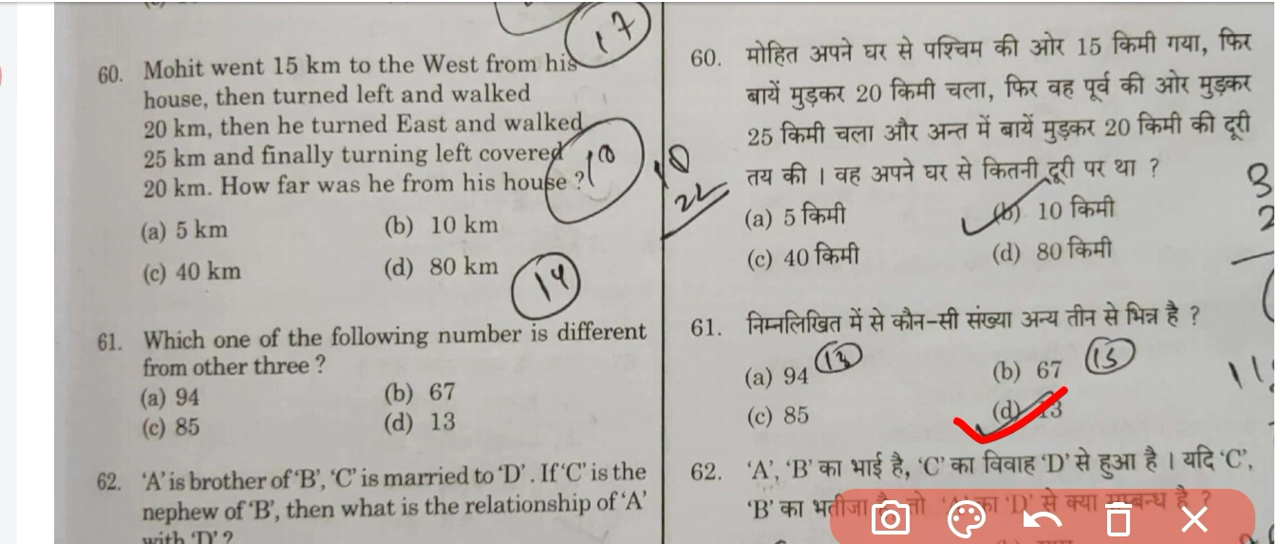 17
60. Mohit went 15 km to the West from his
house, then turned left and walked
20 km, then he turned East and walked
25 km and finally turning left covered
20 km. How far was he from his house ?
10
(a) 5 km (b) 10 km
(c) 40 km (d) 80 km
14
61. Which one of the following number is different
from other three ?
(a) 94 (b) 67
(c) 85 (d) 13
62. 'A' is brother of 'B', 'C' is married to 'D'. If 'C' is the
nephew of 'B', then what is the relationship of 'A'
with 'D' ?
60. मोहित अपने घर से पश्चिम की ओर 15 किमी गया, फिर
बायें मुड़कर 20 किमी चला, फिर वह पूर्व की ओर मुड़कर
25 किमी चला और अन्त में बायें मुड़कर 20 किमी की दूरी
तय की । वह अपने घर से कितनी दूरी पर था ?
(a) 5 किमी (b) 10 किमी
(c) 40 किमी (d) 80 किमी
61. निम्नलिखित में से कौन-सी संख्या अन्य तीन से भिन्न है ?
(a) 94 13 (b) 67 15
(c) 85 (d) 13
62. 'A', 'B' का भाई है, 'C' का विवाह 'D' से हुआ है । यदि 'C',
'B' का भतीजा है, तो 'A' का 'D' से क्या सम्बन्ध है ?